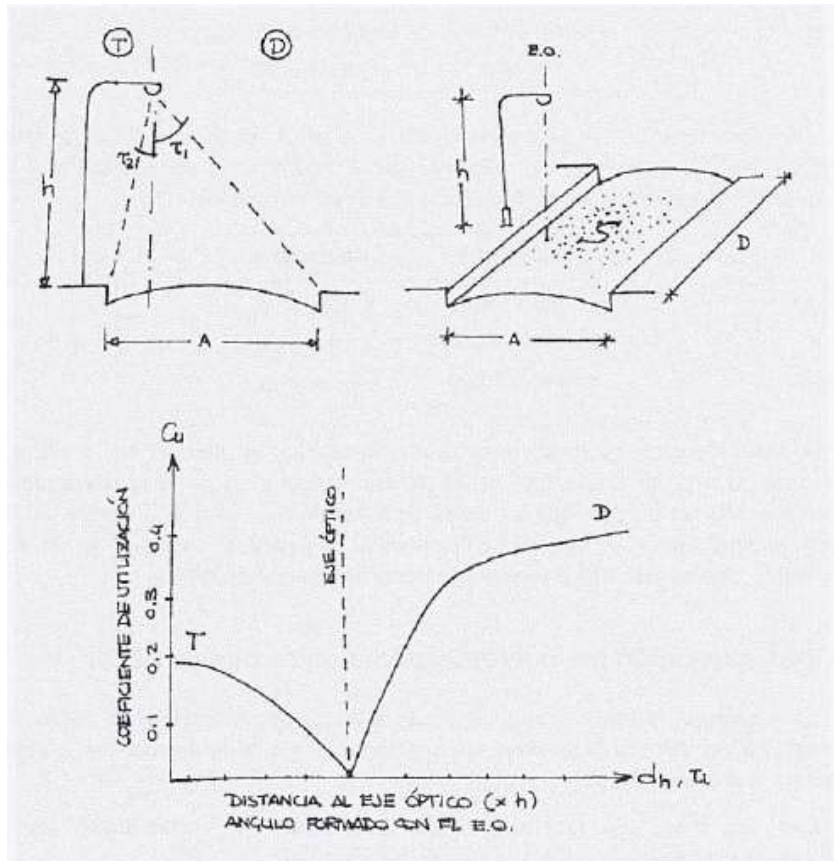 T
D
E.O.
τ2
τ1
h
h
S
D
A
A
Cu
COEFICIENTE DE UTILIZACIÓN
0.1
0.2
0.3
0.4
EJE ÓPTICO
T
D
dh, τ
DISTANCIA AL EJE ÓPTICO (x h)
ANGULO FORMADO CON EL E.O.